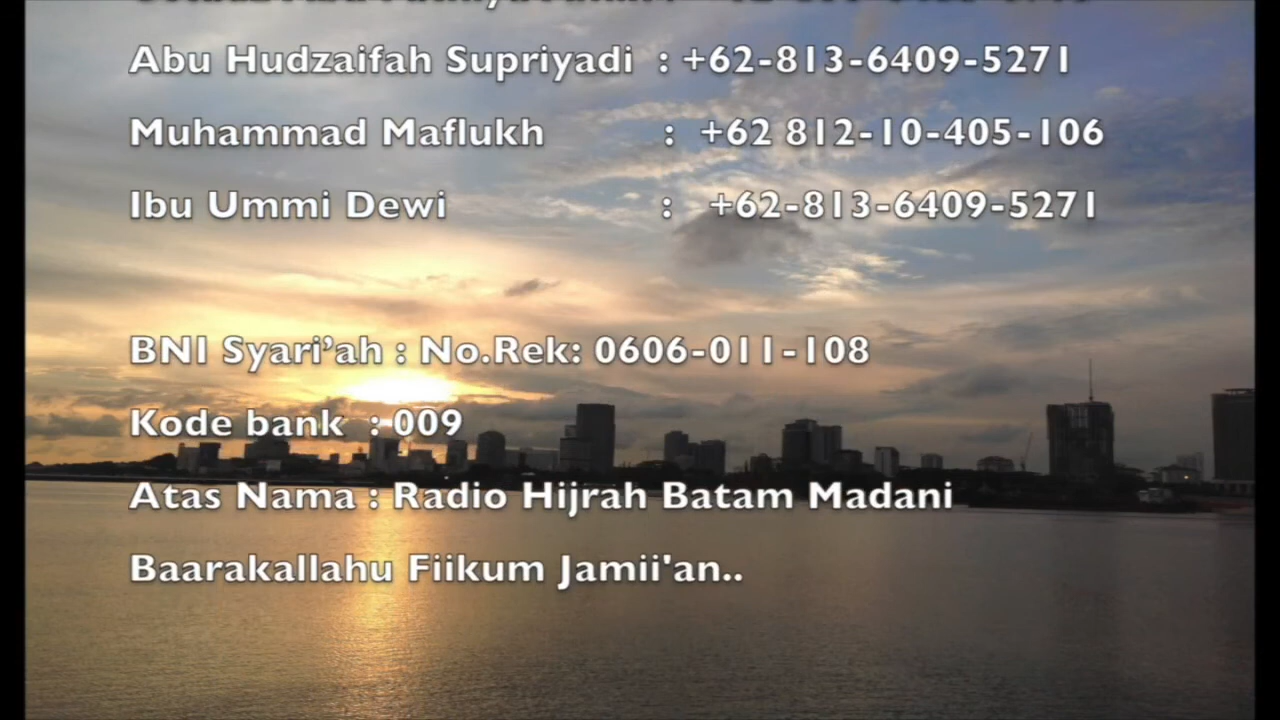 Abu Hudzaifah Supriyadi : +62-813-6409-5271
Muhammad Maflukh : +62 812-10-405-106
Ibu Ummi Dewi : +62-813-6409-5271
BNI Syari’ah : No.Rek: 0606-011-108
Kode bank : 009
Atas Nama : Radio Hijrah Batam Madani
Baarakallahu Fiikum Jamii'an..